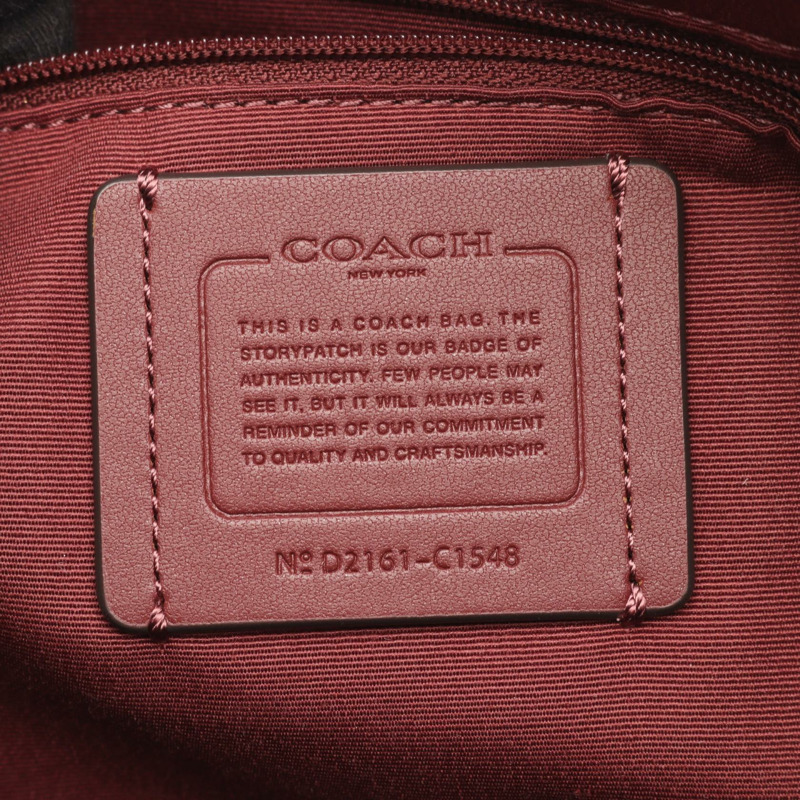 COACH
NEW YORK
THIS IS A COACH BAG. THE
STORYPATCH IS OUR BADGE OF
AUTHENTICITY. FEW PEOPLE MAY
SEE IT, BUT IT WILL ALWAYS BE A
REMINDER OF OUR COMMITMENT
TO QUALITY AND CRAFTSMANSHIP.
Nº D2161-C1548